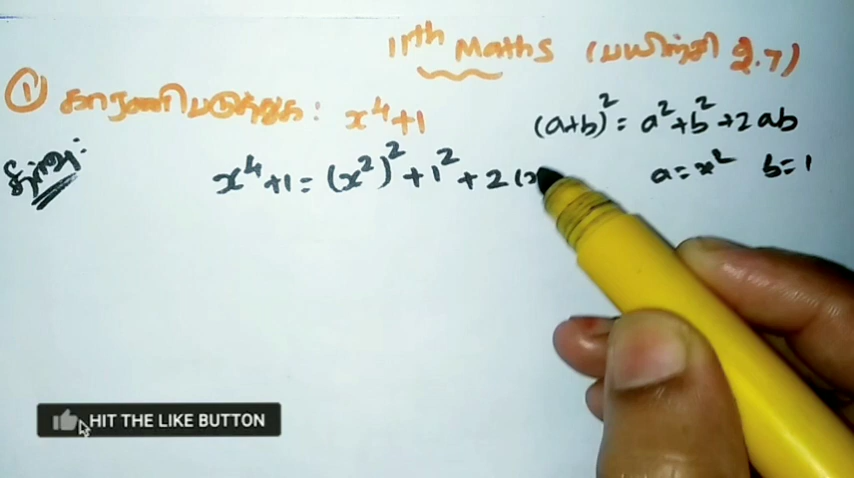 11th Maths (பயிற்சி 2.7)
① காரணிபடுத்துக: x⁴+1
(a+b)² = a²+b²+2ab
தீர்வு:
x⁴+1 = (x²)²+1²+2(x
a=x² b=1
HIT THE LIKE BUTTON